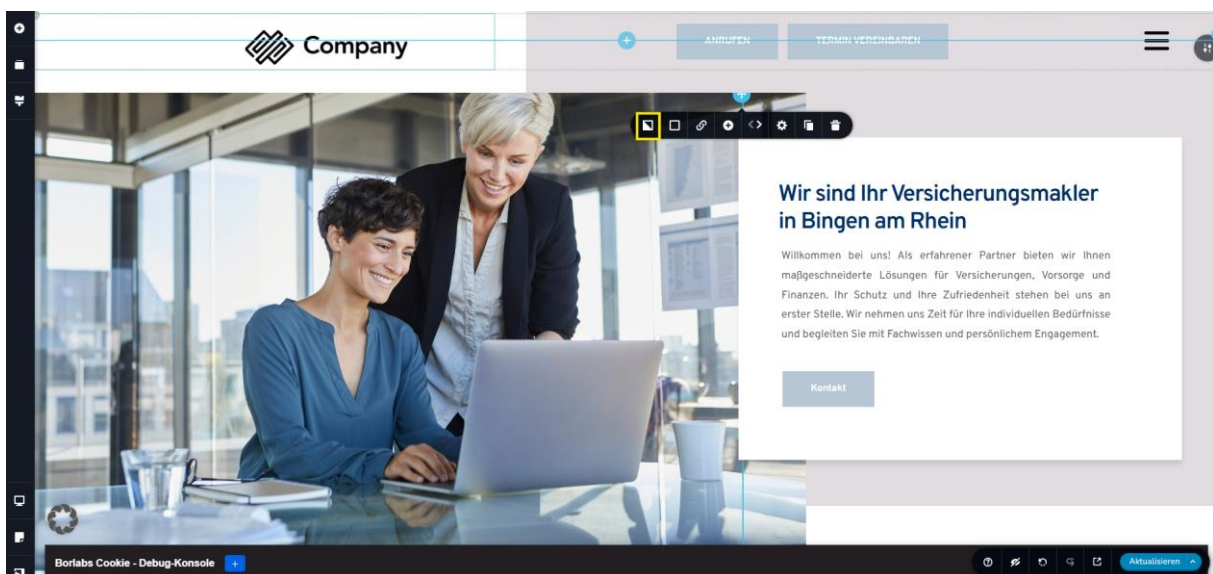 Company
ANRUFEN
TERMIN VEREINBAREN
Wir sind Ihr Versicherungsmakler
in Bingen am Rhein
Willkommen bei uns! Als erfahrener Partner bieten wir Ihnen
maßgeschneiderte Lösungen für Versicherungen, Vorsorge und
Finanzen. Ihr Schutz und Ihre Zufriedenheit stehen bei uns an
erster Stelle. Wir nehmen uns Zeit für Ihre individuellen Bedürfnisse
und begleiten Sie mit Fachwissen und persönlichem Engagement.
Kontakt
Borlabs Cookie - Debug-Konsole
Aktualisieren